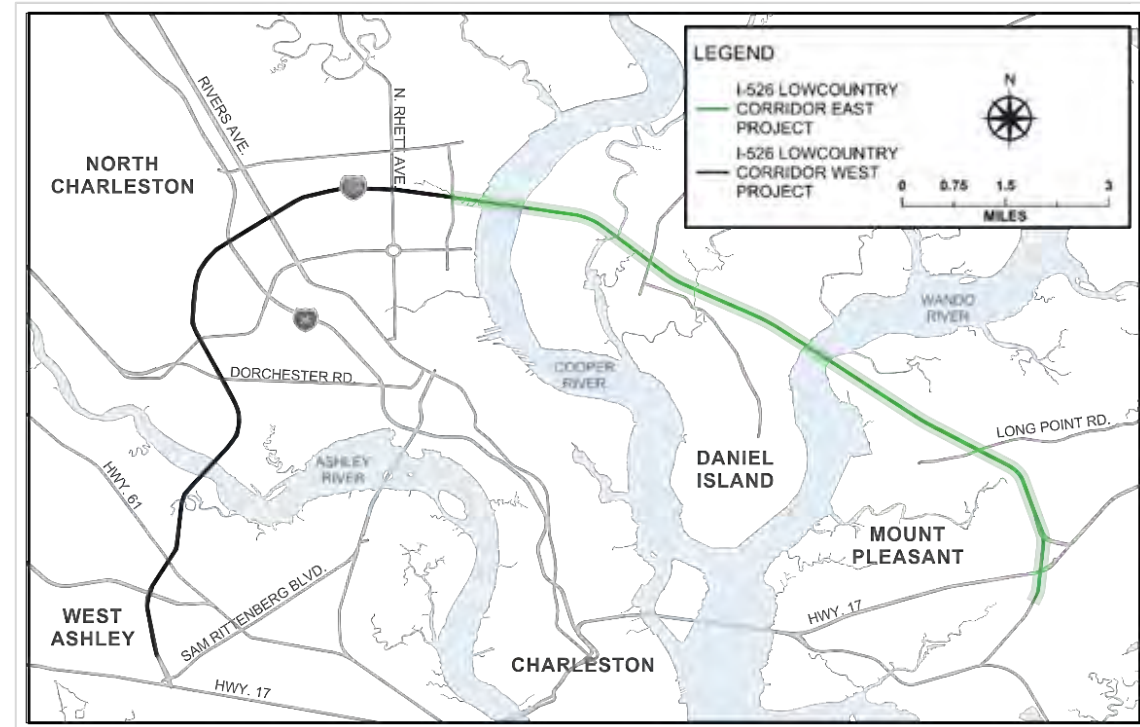 LEGEND
I-526 LOWCOUNTRY
CORRIDOR EAST
PROJECT
I-526 LOWCOUNTRY
CORRIDOR WEST
PROJECT
N
0 0.75 1.5 3
MILES
RIVERS AVE.
N. RHETT AVE
NORTH
CHARLESTON
WANDO
RIVER
COOPER
RIVER
DORCHESTER RD.
LONG POINT RD.
DANIEL
ISLAND
ASHLEY
RIVER
HWY. 61
MOUNT
PLEASANT
SAM RITTENBERG BLVD.
HWY. 17
WEST
ASHLEY
CHARLESTON
HWY. 17